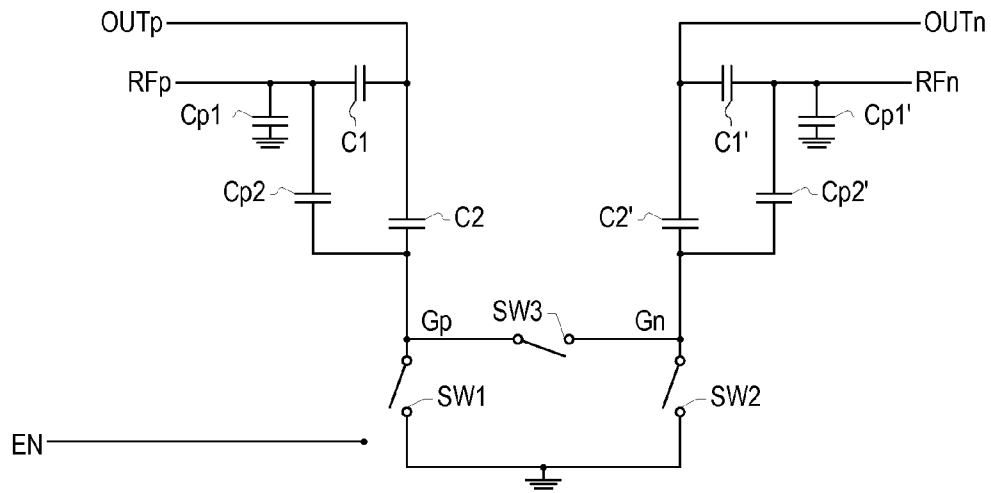 OUTp
OUTn
RFp
RFn
Cp1
C1
C1'
Cp1'
Cp2
C2
C2'
Cp2'
SW3
Gp
Gn
SW1
SW2
EN